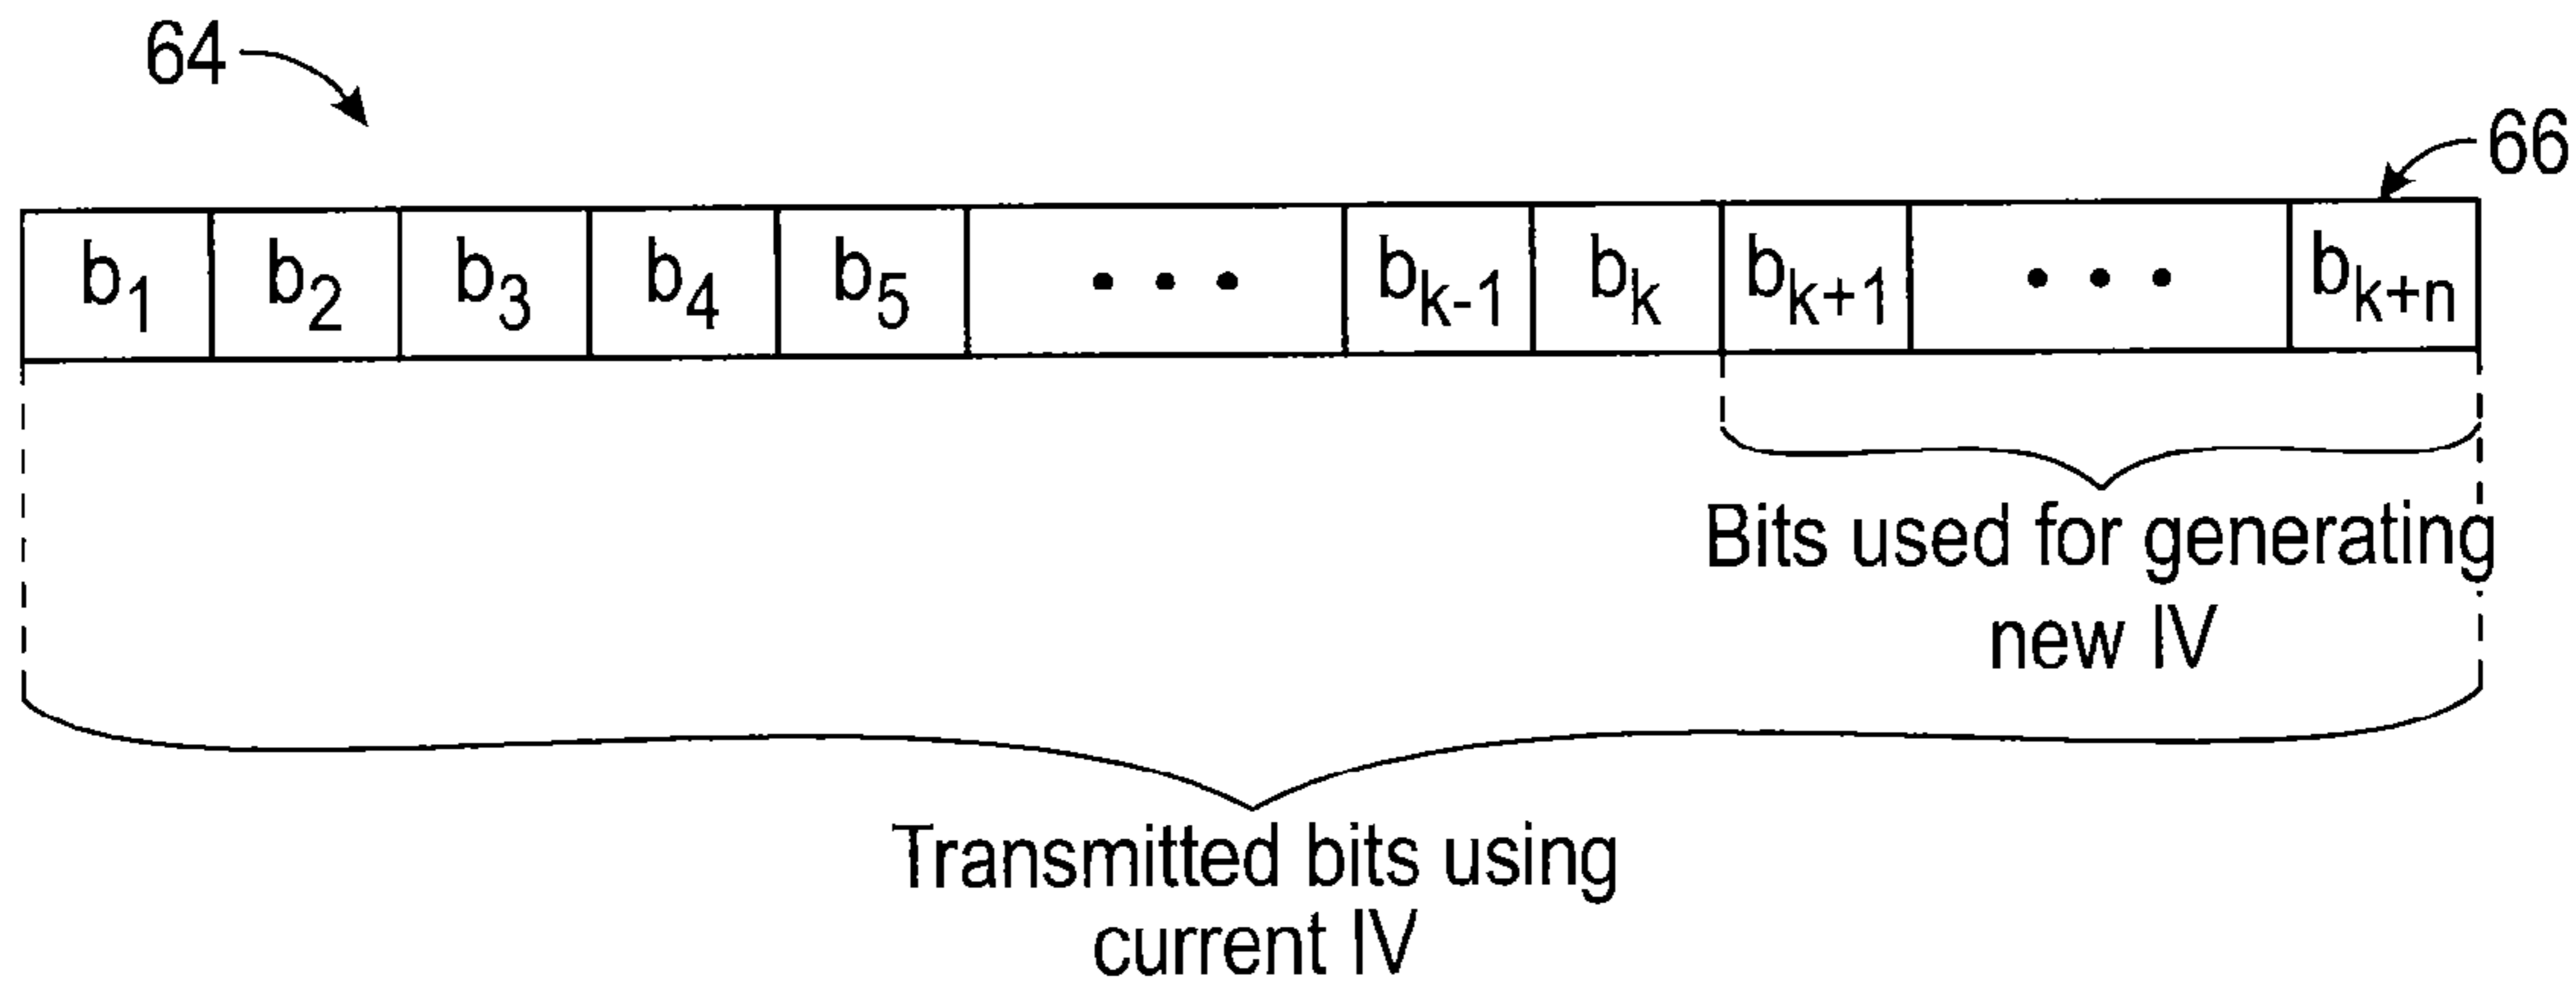 64
66
b1 b2 b3 b4 b5 • • • bk-1 bk bk+1 • • • bk+n
Bits used for generating
new IV
Transmitted bits using
current IV